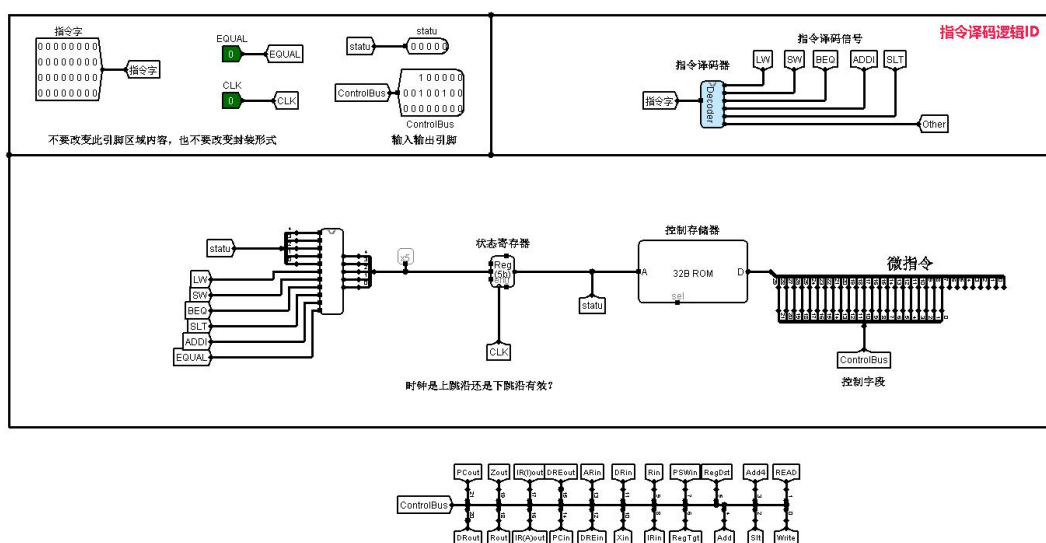 指令字
00000000
00000000
00000000
00000000
指令字
EQUAL
0
EQUAL
CLK
0
CLK
statu
statu
00000
ControlBus
100000
00100100
00000000
ControlBus
不要改变此引脚区域内容，也不要改变封装形式
输入输出引脚
指令译码逻辑ID
指令译码信号
指令译码器
LW
SW
BEQ
ADDI
SLT
指令字
Decoder
Other
statu
LW
SW
BEQ
SLT
ADDI
EQUAL
x5
状态寄存器
Reg
(5b)
CLK
statu
控制存储器
A
32B ROM
D
sel
微指令
ControlBus
控制字段
时钟是上跳沿还是下跳沿有效？
PCout Zout IR(I)out DREout ARin DRin Rin PSWin RegDst Add4 READ
ControlBus
DRout Rout IR(A)out PCin DREin Xin IRin RegTgt Add Slt Write